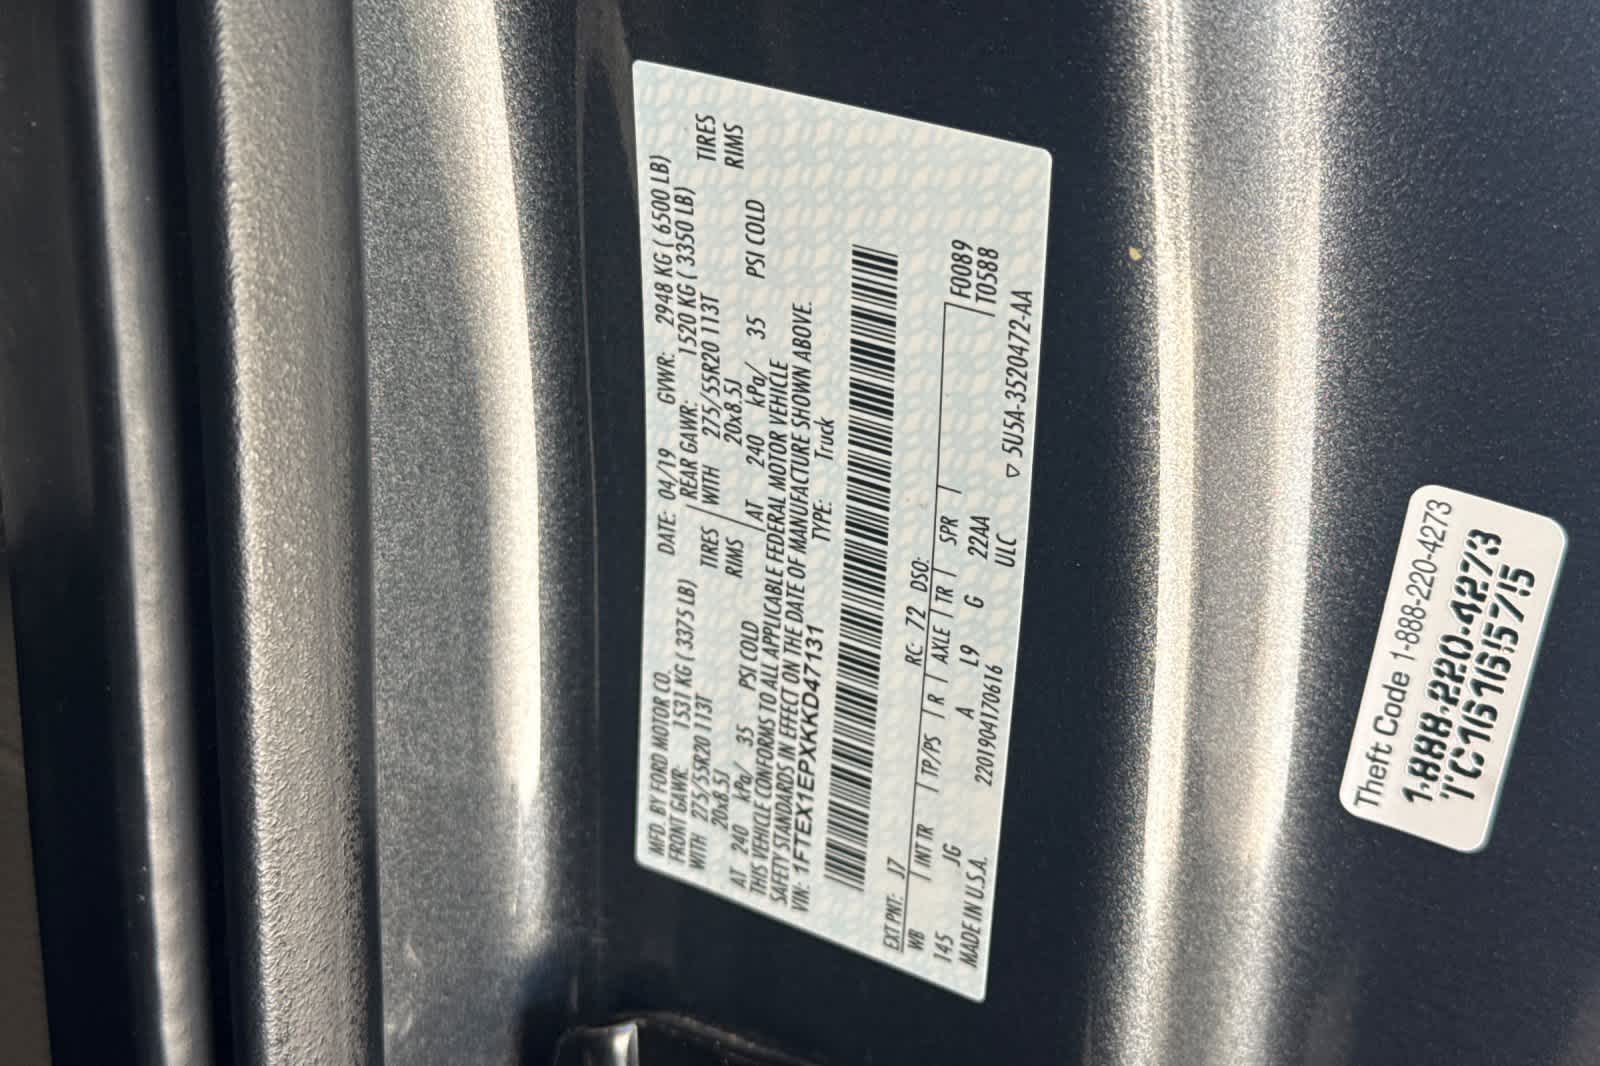 MFD. BY FORD MOTOR CO.
DATE: 04/19 GVWR: 2948 KG ( 6500 LB)
FRONT GAWR: 1531 KG ( 3375 LB)
REAR GAWR: 1520 KG ( 3350 LB)
WITH 275/55R20 113T TIRES
WITH 275/55R20 113T TIRES
20x8.5J RIMS
20x8.5J RIMS
AT 240 kPa/ 35 PSI COLD
AT 240 kPa/ 35 PSI COLD
THIS VEHICLE CONFORMS TO ALL APPLICABLE FEDERAL MOTOR VEHICLE
SAFETY STANDARDS IN EFFECT ON THE DATE OF MANUFACTURE SHOWN ABOVE.
VIN: 1FTEX1EPXKKD47131 TYPE: Truck
EXT PNT: J7 RC: 72 DSO:
F0089
WB INT TR TP/PS R AXLE TR SPR
T0588
145 JG A L9 G 22AA
MADE IN U.S.A. 2201904170616 ULC ▽ 5U5A-3520472-AA
Theft Code 1-888-220-4273
1-888-220-4273
TC16161575